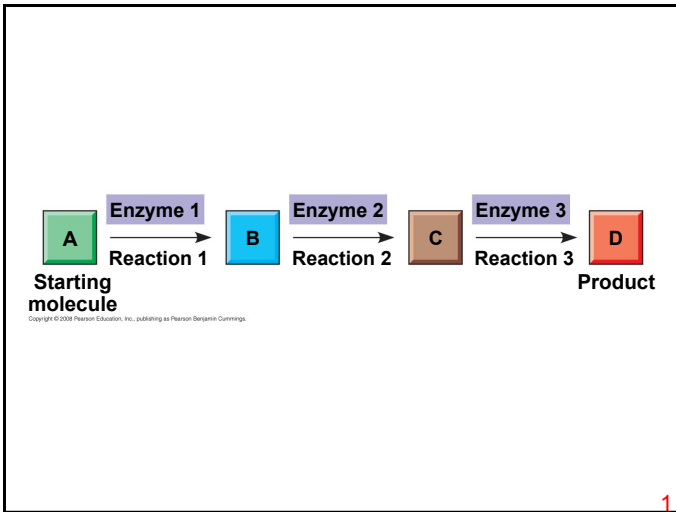 Enzyme 1 Enzyme 2 Enzyme 3
A B C D
Reaction 1 Reaction 2 Reaction 3
Starting Product
molecule
Copyright © 2008 Pearson Education, Inc., publishing as Pearson Benjamin Cummings.
1